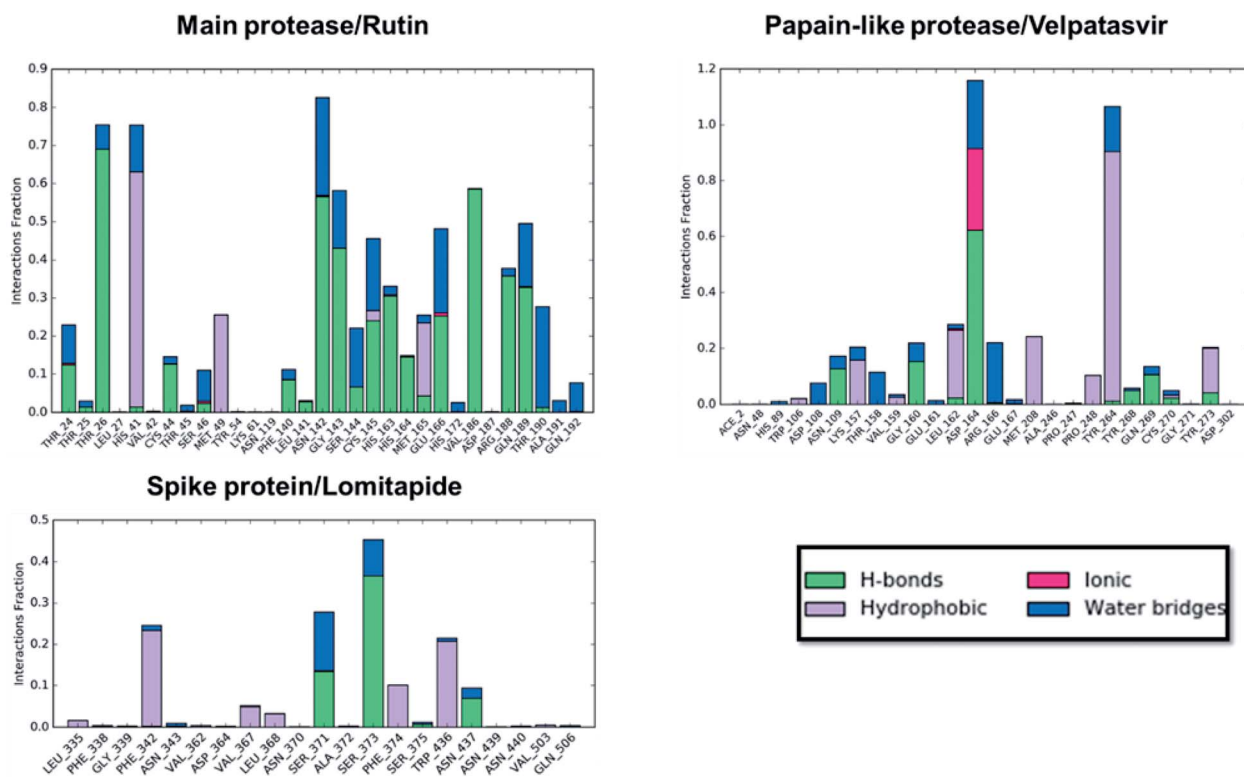 Main protease/Rutin
Interactions Fraction
0.9
0.8
0.7
0.6
0.5
0.4
0.3
0.2
0.1
0.0
THR_24
THR_25
THR_26
LEU_27
HIS_41
VAL_42
CYS_44
THR_45
SER_46
MET_49
TYR_54
LYS_61
ASN_119
PHE_140
LEU_141
ASN_142
GLY_143
SER_144
CYS_145
HIS_163
HIS_164
MET_165
GLU_166
HIS_172
VAL_186
ASP_187
ARG_188
GLN_189
THR_190
ALA_191
GLN_192
Papain-like protease/Velpatasvir
Interactions Fraction
1.2
1.0
0.8
0.6
0.4
0.2
0.0
ACE_2
ASN_48
HIS_89
TRP_106
ASP_108
ASN_109
LYS_157
THR_158
VAL_159
GLY_160
GLU_161
LEU_162
ASP_164
ARG_166
GLU_167
MET_208
ALA_246
PRO_247
PRO_248
TYR_264
TYR_268
GLN_269
CYS_270
GLY_271
TYR_273
ASP_302
Spike protein/Lomitapide
Interactions Fraction
0.5
0.4
0.3
0.2
0.1
0.0
LEU_335
PHE_338
GLY_339
PHE_342
ASN_343
VAL_362
ASP_364
VAL_367
LEU_368
ASN_370
SER_371
ALA_372
SER_373
PHE_374
SER_375
TRP_436
ASN_437
ASN_439
ASN_440
VAL_503
GLN_506
H-bonds
Ionic
Hydrophobic
Water bridges